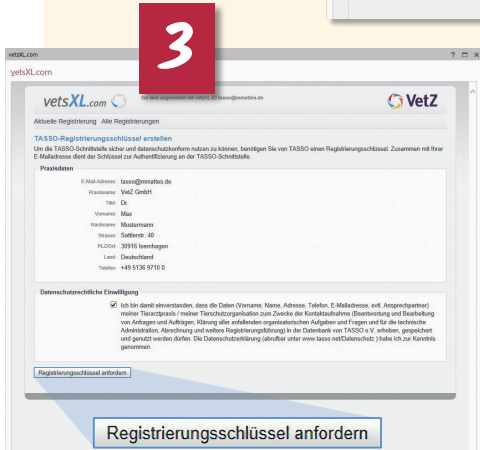 3
vetsXL.com
vetsXL.com
vetsXL.com Sie sind angemeldet mit vetsXL-ID tasso@mmattes.de VetZ
Aktuelle Registrierung Alle Registrierungen
TASSO-Registrierungsschlüssel erstellen
Um die TASSO-Schnittstelle sicher und datenschutzkonform nutzen zu können, benötigen Sie von TASSO einen Registrierungsschlüssel. Zusammen mit Ihrer
E-Mailadresse dient der Schlüssel zur Authentifizierung an der TASSO-Schnittstelle.
Praxisdaten
E-Mail-Adresse tasso@mmattes.de
Praxisname VetZ GmbH
Titel Dr.
Vorname Max
Nachname Mustermann
Strasse Sattlerstr. 40
PLZ/Ort 30916 Isernhagen
Land Deutschland
Telefon +49 5136 9710 0
Datenschutzrechtliche Einwilligung
Ich bin damit einverstanden, dass die Daten (Vorname, Name, Adresse, Telefon, E-Mailadresse, evtl. Ansprechpartner)
meiner Tierarztpraxis / meiner Tierschutzorganisation zum Zwecke der Kontaktaufnahme (Beantwortung und Bearbeitung
von Anfragen und Aufträgen, Klärung aller anfallenden organisatorischen Aufgaben und Fragen und für die technische
Administration, Abrechnung und weitere Registrierungsführung) in der Datenbank von TASSO e.V. erhoben, gespeichert
und genutzt werden dürfen. Die Datenschutzerklärung (abrufbar unter www.tasso.net/Datenschutz ) habe ich zur Kenntnis
genommen.
Registrierungsschlüssel anfordern
Registrierungsschlüssel anfordern